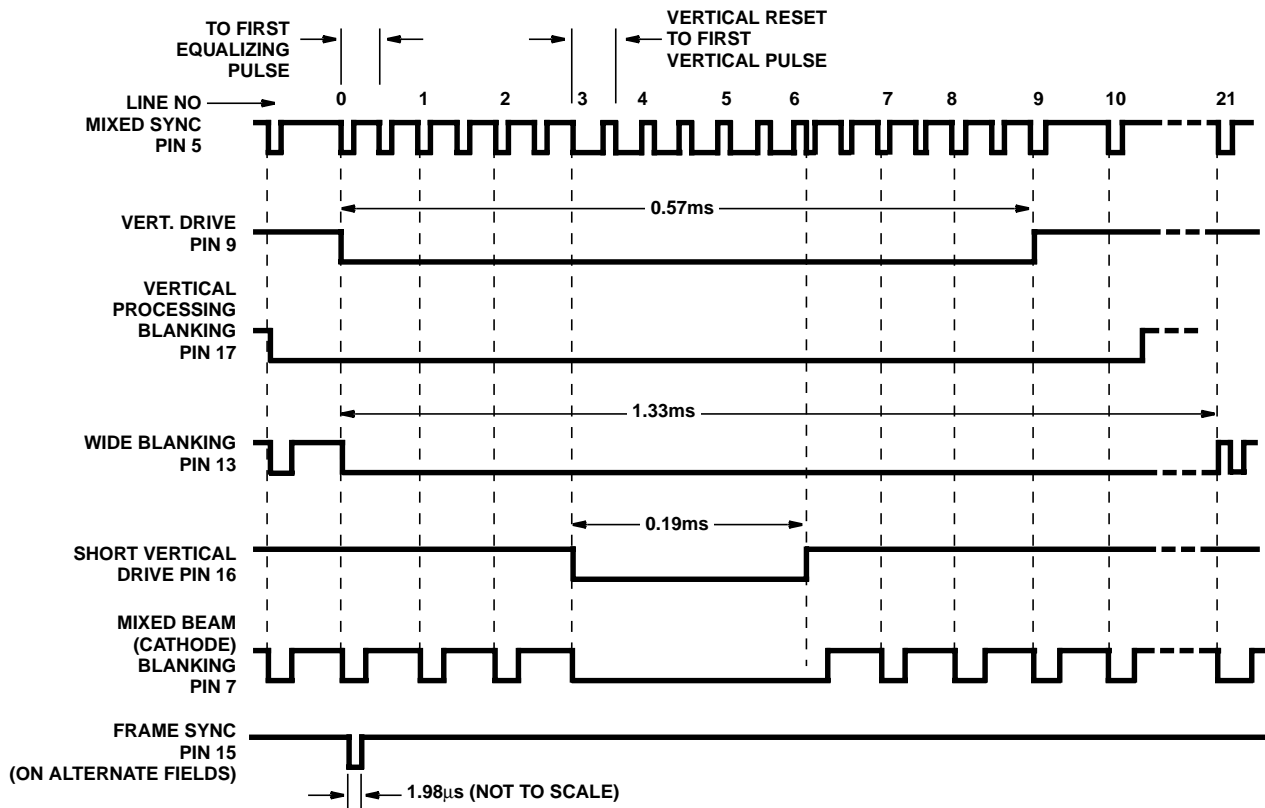 TO FIRST
EQUALIZING
PULSE
VERTICAL RESET
TO FIRST
VERTICAL PULSE
LINE NO
0 1 2 3 4 5 6 7 8 9 10 21
MIXED SYNC
PIN 5
0.57ms
VERT. DRIVE
PIN 9
VERTICAL
PROCESSING
BLANKING
PIN 17
1.33ms
WIDE BLANKING
PIN 13
0.19ms
SHORT VERTICAL
DRIVE PIN 16
MIXED BEAM
(CATHODE)
BLANKING
PIN 7
FRAME SYNC
PIN 15
(ON ALTERNATE FIELDS)
1.98μs (NOT TO SCALE)